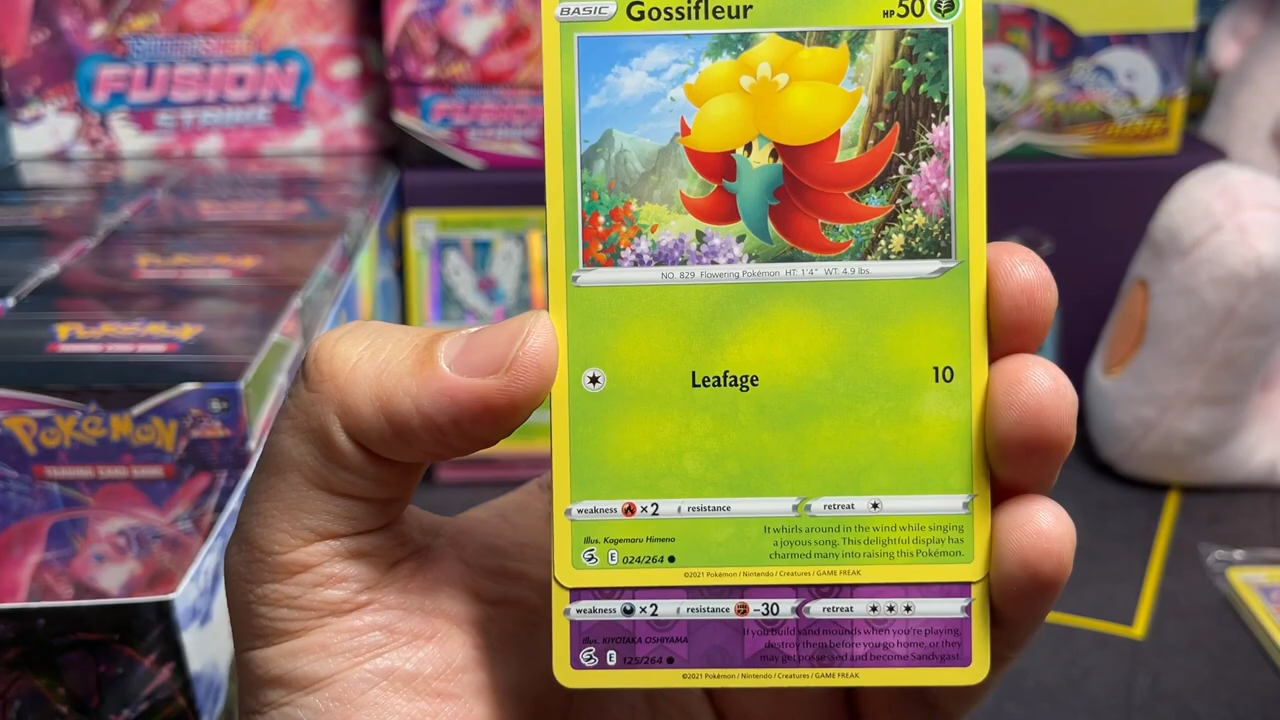 BASIC Gossifleur HP 50
NO. 829 Flowering Pokémon HT: 1'4" WT: 4.9 lbs.
Leafage 10
weakness ×2 resistance retreat
It whirls around in the wind while singing
a joyous song. This delightful display has
charmed many into raising this Pokémon.
Illus. Kagemaru Himeno
E 024/264
©2021 Pokémon / Nintendo / Creatures / GAME FREAK
weakness ×2 resistance -30 retreat
If you build sand mounds when you're playing,
destroy them before you go home, or they
may get possessed and become Sandygast.
Illus. KIYOTAKA OSHIYAMA
E 125/264
©2021 Pokémon / Nintendo / Creatures / GAME FREAK
FUSION
STRIKE
FUSION
Pokémon
POKéMON
TRADING CARD GAME